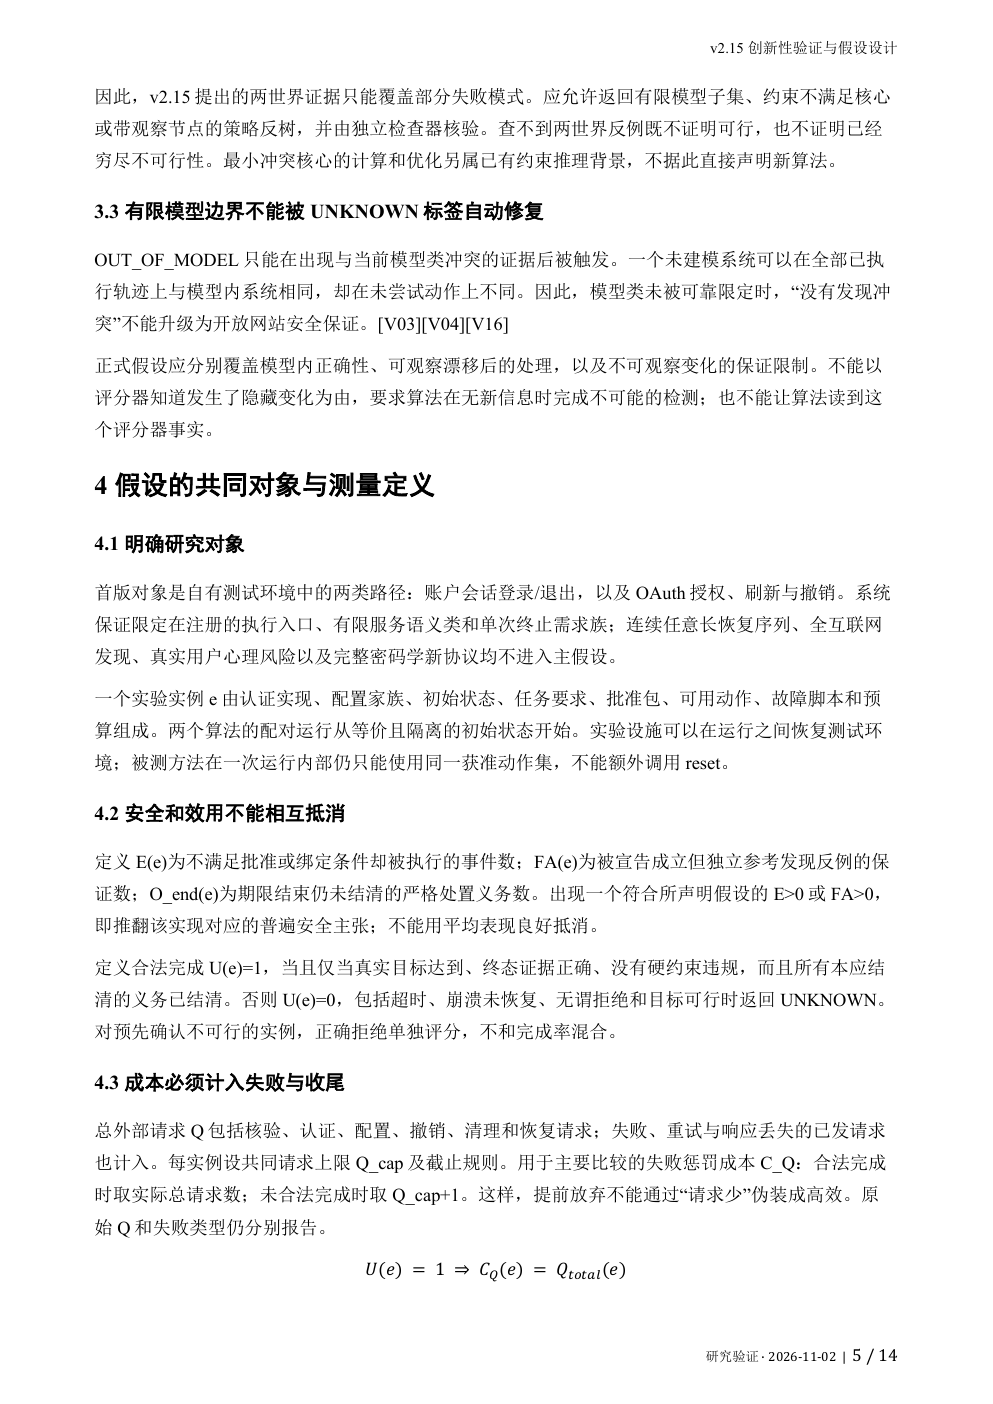 v2.15 创新性验证与假设设计
因此，v2.15 提出的两世界证据只能覆盖部分失败模式。应允许返回有限模型子集、约束不满足核心
或带观察节点的策略反树，并由独立检查器核验。查不到两世界反例既不证明可行，也不证明已经
穷尽不可行性。最小冲突核心的计算和优化另属已有约束推理背景，不据此直接声明新算法。
3.3 有限模型边界不能被 UNKNOWN 标签自动修复
OUT_OF_MODEL 只能在出现与当前模型类冲突的证据后被触发。一个未建模系统可以在全部已执
行轨迹上与模型内系统相同，却在未尝试动作上不同。因此，模型类未被可靠限定时，“没有发现冲
突”不能升级为开放网站安全保证。[V03][V04][V16]
正式假设应分别覆盖模型内正确性、可观察漂移后的处理，以及不可观察变化的保证限制。不能以
评分器知道发生了隐藏变化为由，要求算法在无新信息时完成不可能的检测；也不能让算法读到这
个评分器事实。
4 假设的共同对象与测量定义
4.1 明确研究对象
首版对象是自有测试环境中的两类路径：账户会话登录/退出，以及 OAuth 授权、刷新与撤销。系统
保证限定在注册的执行入口、有限服务语义类和单次终止需求族；连续任意长恢复序列、全互联网
发现、真实用户心理风险以及完整密码学新协议均不进入主假设。
一个实验实例 e 由认证实现、配置家族、初始状态、任务要求、批准包、可用动作、故障脚本和预
算组成。两个算法的配对运行从等价且隔离的初始状态开始。实验设施可以在运行之间恢复测试环
境；被测方法在一次运行内部仍只能使用同一获准动作集，不能额外调用 reset。
4.2 安全和效用不能相互抵消
定义 E(e)为不满足批准或绑定条件却被执行的事件数；FA(e)为被宣告成立但独立参考发现反例的保
证数；O_end(e)为期限结束仍未结清的严格处置义务数。出现一个符合所声明假设的 E>0 或 FA>0，
即推翻该实现对应的普遍安全主张；不能用平均表现良好抵消。
定义合法完成 U(e)=1，当且仅当真实目标达到、终态证据正确、没有硬约束违规，而且所有本应结
清的义务已结清。否则 U(e)=0，包括超时、崩溃未恢复、无谓拒绝和目标可行时返回 UNKNOWN。
对预先确认不可行的实例，正确拒绝单独评分，不和完成率混合。
4.3 成本必须计入失败与收尾
总外部请求 Q 包括核验、认证、配置、撤销、清理和恢复请求；失败、重试与响应丢失的已发请求
也计入。每实例设共同请求上限 Q_cap 及截止规则。用于主要比较的失败惩罚成本 C_Q：合法完成
时取实际总请求数；未合法完成时取 Q_cap+1。这样，提前放弃不能通过“请求少”伪装成高效。原
始 Q 和失败类型仍分别报告。
U(e) = 1 ⇒ C_Q(e) = Q_total(e)
研究验证 · 2026-11-02 | 5 / 14